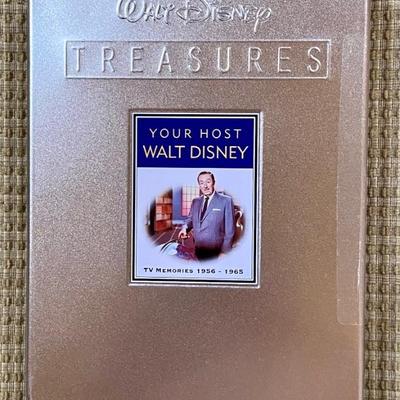 Walt Disney
TREASURES
YOUR HOST
WALT DISNEY
TV MEMORIES 1956 - 1965